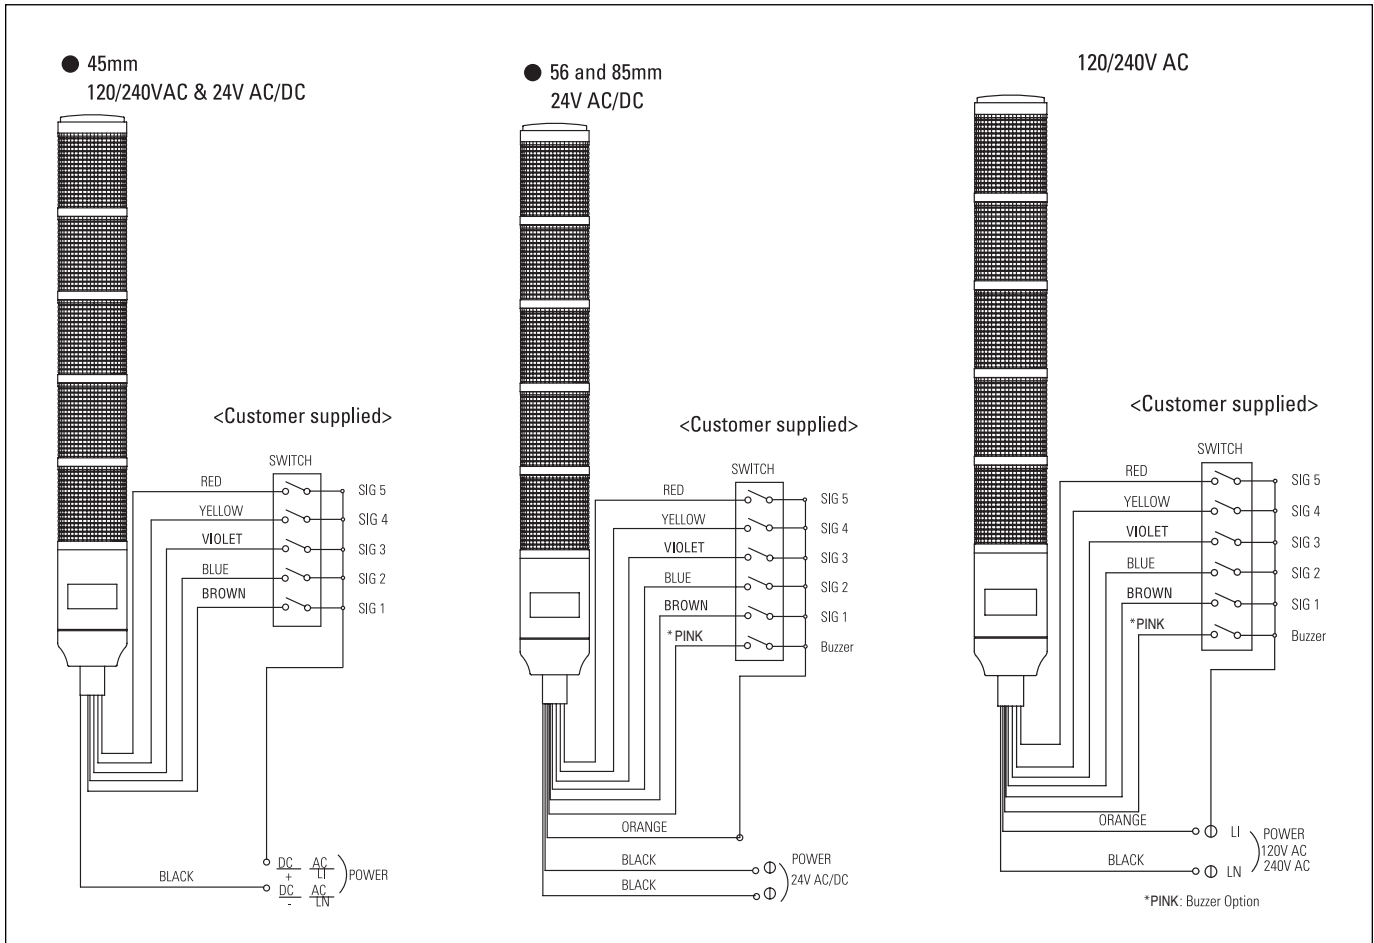 ● 45mm
120/240VAC & 24V AC/DC
<Customer supplied>
SWITCH
RED
SIG 5
YELLOW
SIG 4
VIOLET
SIG 3
BLUE
SIG 2
BROWN
SIG 1
DC AC
+ LI
DC AC
- LN
POWER
BLACK
● 56 and 85mm
24V AC/DC
<Customer supplied>
SWITCH
RED
SIG 5
YELLOW
SIG 4
VIOLET
SIG 3
BLUE
SIG 2
BROWN
SIG 1
*PINK
Buzzer
ORANGE
BLACK
BLACK
POWER
24V AC/DC
120/240V AC
<Customer supplied>
SWITCH
RED
SIG 5
YELLOW
SIG 4
VIOLET
SIG 3
BLUE
SIG 2
BROWN
SIG 1
*PINK
Buzzer
ORANGE
LI
BLACK
LN
POWER
120V AC
240V AC
*PINK: Buzzer Option